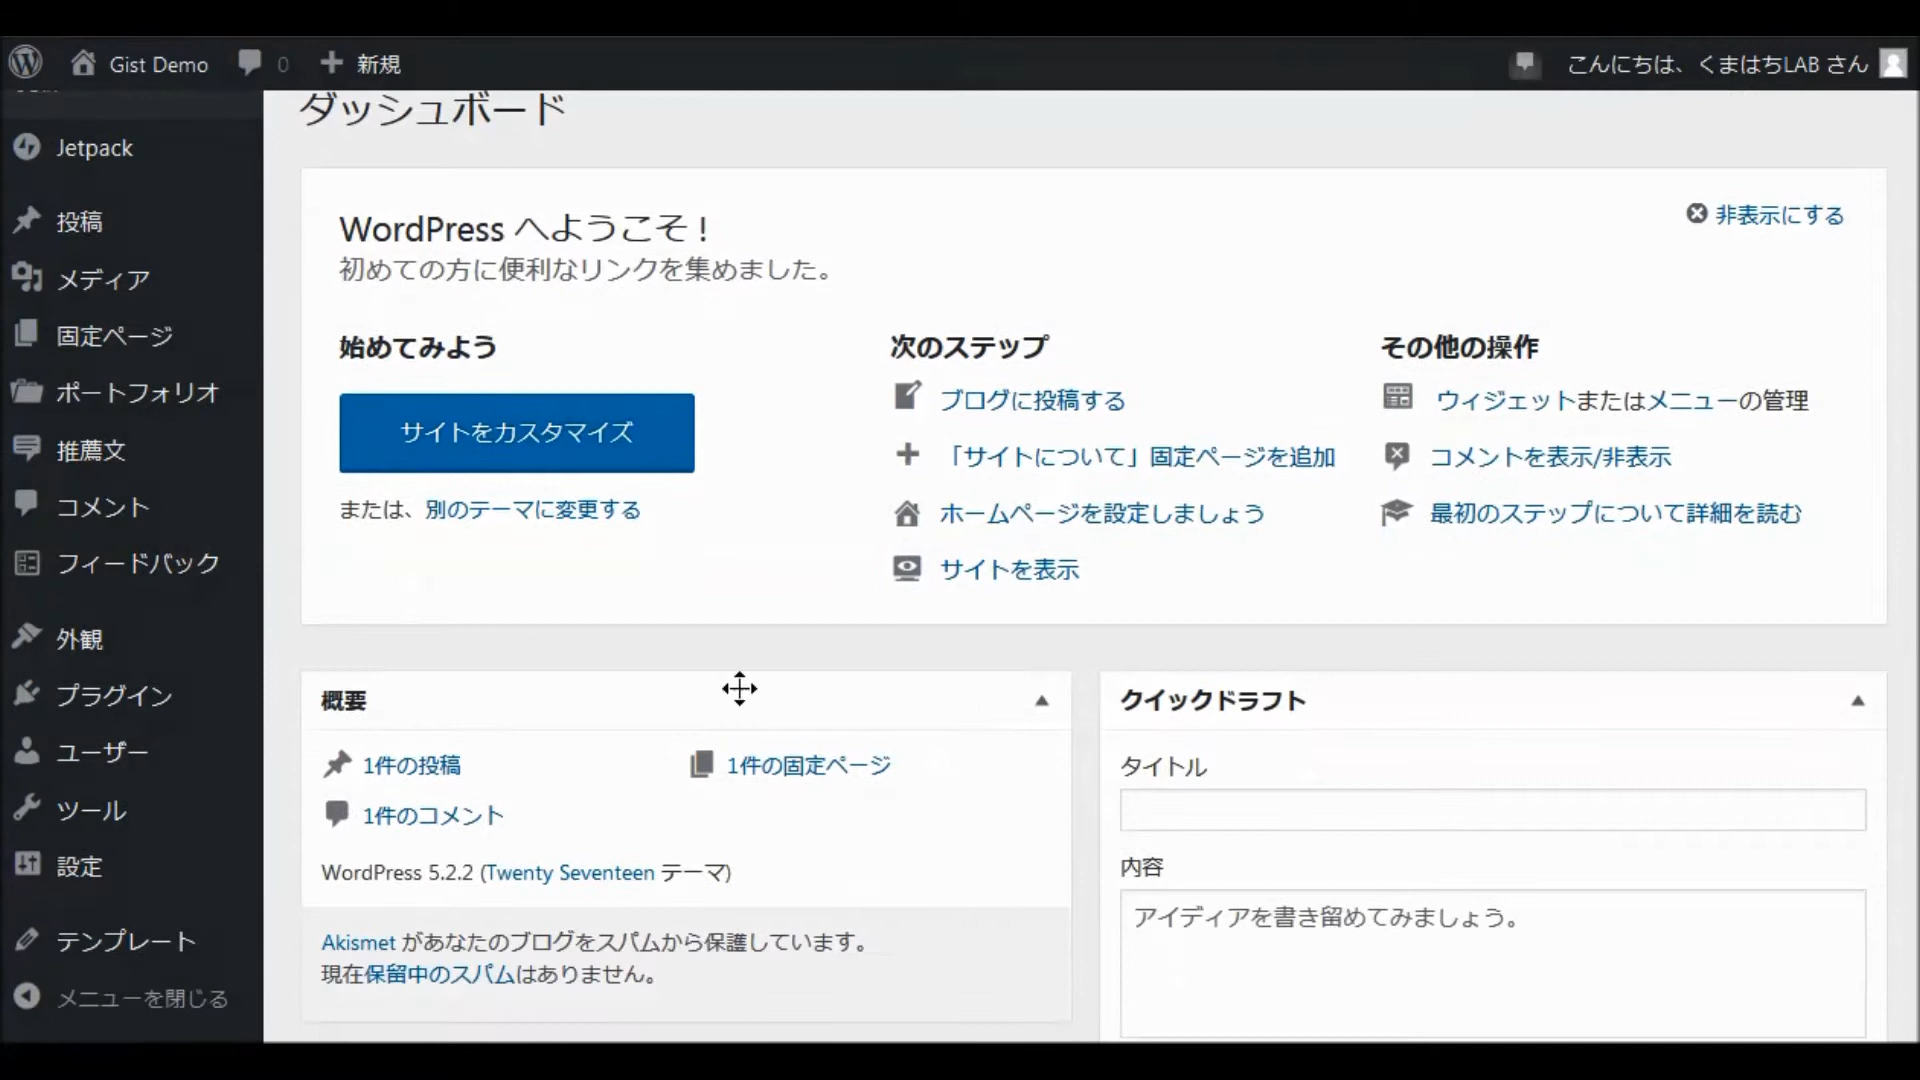 Gist Demo 0 新規 こんにちは、くまはちLAB さん
ダッシュボード
Jetpack
投稿
メディア
固定ページ
ポートフォリオ
推薦文
コメント
フィードバック
外観
プラグイン
ユーザー
ツール
設定
テンプレート
メニューを閉じる
WordPress へようこそ !
初めての方に便利なリンクを集めました。
非表示にする
始めてみよう
サイトをカスタマイズ
または、別のテーマに変更する
次のステップ
ブログに投稿する
「サイトについて」固定ページを追加
ホームページを設定しましょう
サイトを表示
その他の操作
ウィジェットまたはメニューの管理
コメントを表示/非表示
最初のステップについて詳細を読む
概要
1件の投稿 1件の固定ページ
1件のコメント
WordPress 5.2.2 (Twenty Seventeen テーマ)
Akismet があなたのブログをスパムから保護しています。
現在保留中のスパムはありません。
クイックドラフト
タイトル
内容
アイディアを書き留めてみましょう。